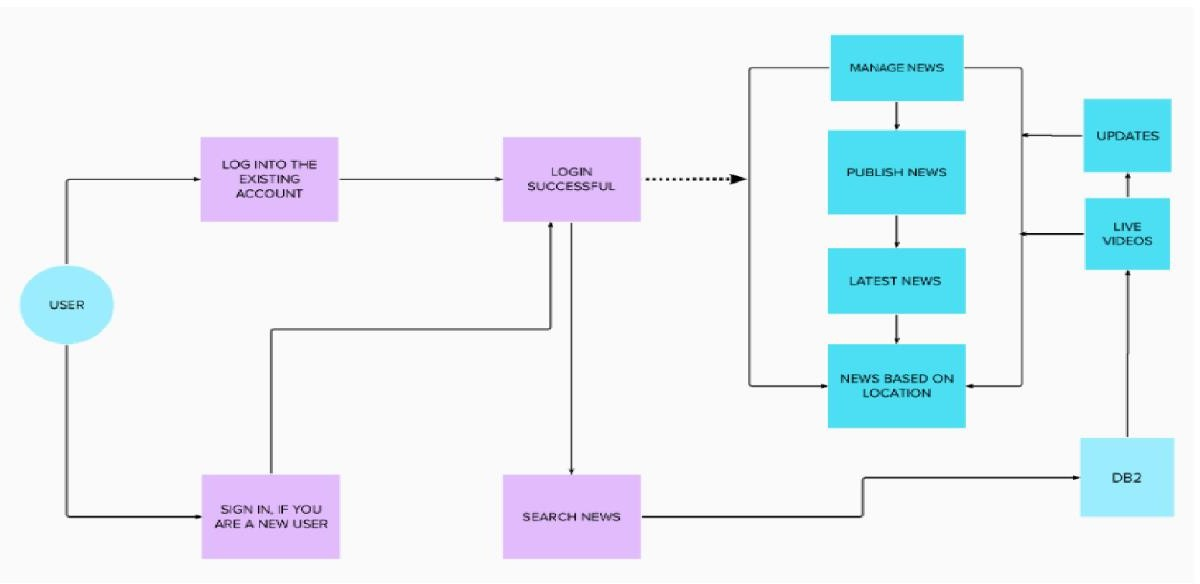 MANAGE NEWS
UPDATES
LOG INTO THE
EXISTING
ACCOUNT
LOGIN
SUCCESSFUL
PUBLISH NEWS
LIVE
VIDEOS
USER
LATEST NEWS
NEWS BASED ON
LOCATION
SIGN IN, IF YOU
ARE A NEW USER
SEARCH NEWS
DB2